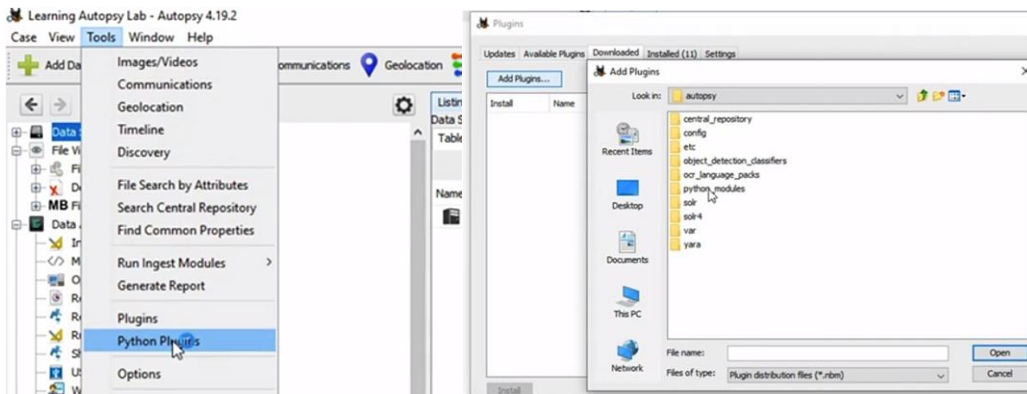 Learning Autopsy Lab - Autopsy 4.19.2
Case View Tools Window Help
Add Da
Images/Videos
Communications
Geolocation
Timeline
Discovery
File Search by Attributes
Search Central Repository
Find Common Properties
Run Ingest Modules
Generate Report
Plugins
Python Plugins
Options
ommunications
Geolocation
Data S
File V
Fi
D
MB Fi
Data
In
M
O
R
R
R
S
U
W
Listin
Data S
Table
Name
Plugins
Updates Available Plugins Downloaded Installed (11) Settings
Add Plugins...
Install Name
Install
Add Plugins
Look in: autopsy
Recent Items
Desktop
Documents
This PC
Network
central_repository
config
etc
object_detection_classifiers
ocr_language_packs
python_modules
solr
solr4
var
yara
File name:
Open
Files of type: Plugin distribution files (*.nbm)
Cancel